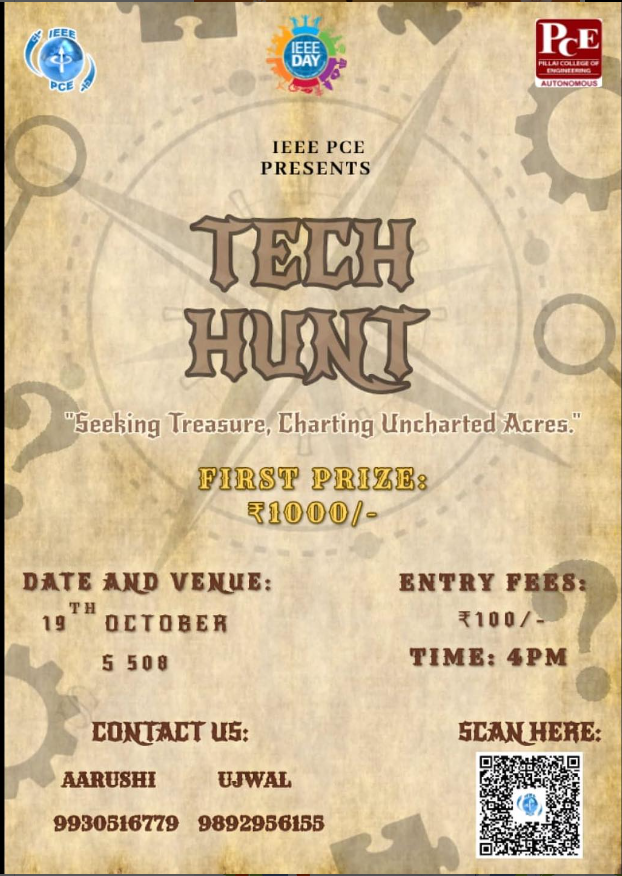 IEEE
PCE
IEEE
DAY
PCE
PILLAI COLLEGE OF
ENGINEERING
AUTONOMOUS
IEEE PCE
PRESENTS
TECH
HUNT
"Seeking Treasure, Charting Uncharted Acres."
FIRST PRIZE:
₹1000/-
DATE AND VENUE:
19TH OCTOBER
S 508
ENTRY FEES:
₹100/-
TIME: 4PM
CONTACT US:
AARUSHI UJWAL
9930516779 9892956155
SCAN HERE: